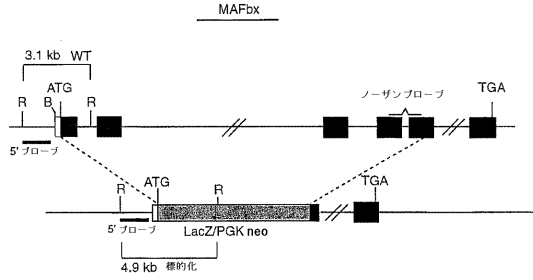 MAFbx
3.1 kb WT
ATG
R B R
ノーザンプローブ
TGA
5' プローブ
R ATG R
TGA
5' プローブ
LacZ/PGK neo
4.9 kb 標的化